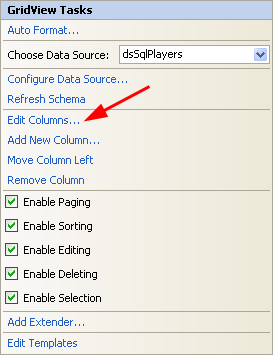 GridView Tasks
Auto Format...
Choose Data Source: dsSqlPlayers
Configure Data Source...
Refresh Schema
Edit Columns...
Add New Column...
Move Column Left
Remove Column
Enable Paging
Enable Sorting
Enable Editing
Enable Deleting
Enable Selection
Add Extender...
Edit Templates